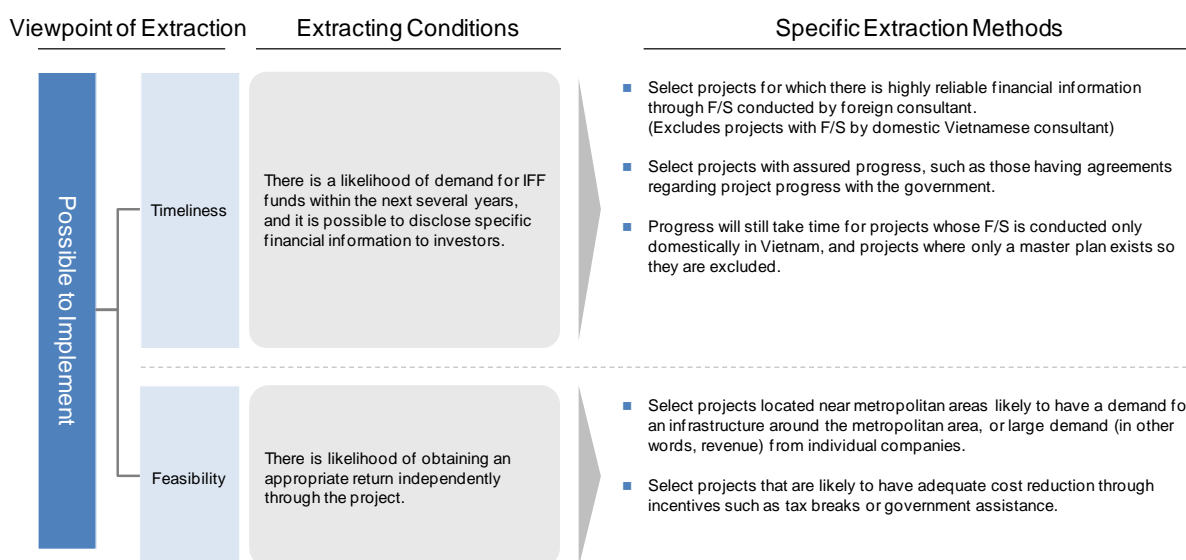 Viewpoint of Extraction
Extracting Conditions
Specific Extraction Methods
Possible to Implement
Timeliness
There is a likelihood of demand for IFF
funds within the next several years,
and it is possible to disclose specific
financial information to investors.
■ Select projects for which there is highly reliable financial information
through F/S conducted by foreign consultant.
(Excludes projects with F/S by domestic Vietnamese consultant)
■ Select projects with assured progress, such as those having agreements
regarding project progress with the government.
■ Progress will still take time for projects whose F/S is conducted only
domestically in Vietnam, and projects where only a master plan exists so
they are excluded.
Feasibility
There is likelihood of obtaining an
appropriate return independently
through the project.
■ Select projects located near metropolitan areas likely to have a demand fo
an infrastructure around the metropolitan area, or large demand (in other
words, revenue) from individual companies.
■ Select projects that are likely to have adequate cost reduction through
incentives such as tax breaks or government assistance.